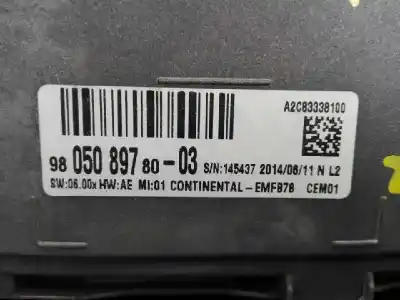 A2C83338100
98 050 897 80-03 S/N:145437 2014/06/11 N L2
SW:06.00x HW:AE MI:01 CONTINENTAL-EMFB78 CEM01